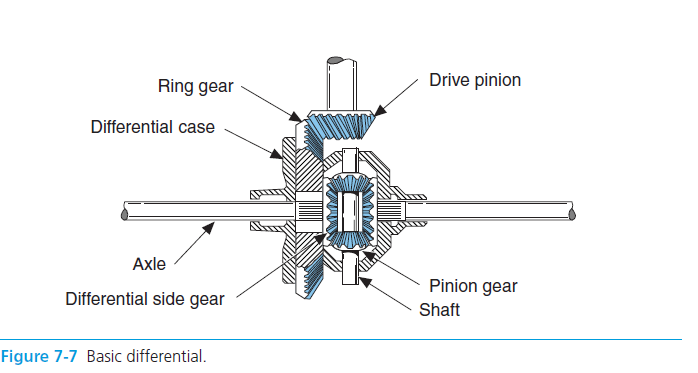 Ring gear
Drive pinion
Differential case
Axle
Differential side gear
Pinion gear
Shaft
Figure 7-7 Basic differential.